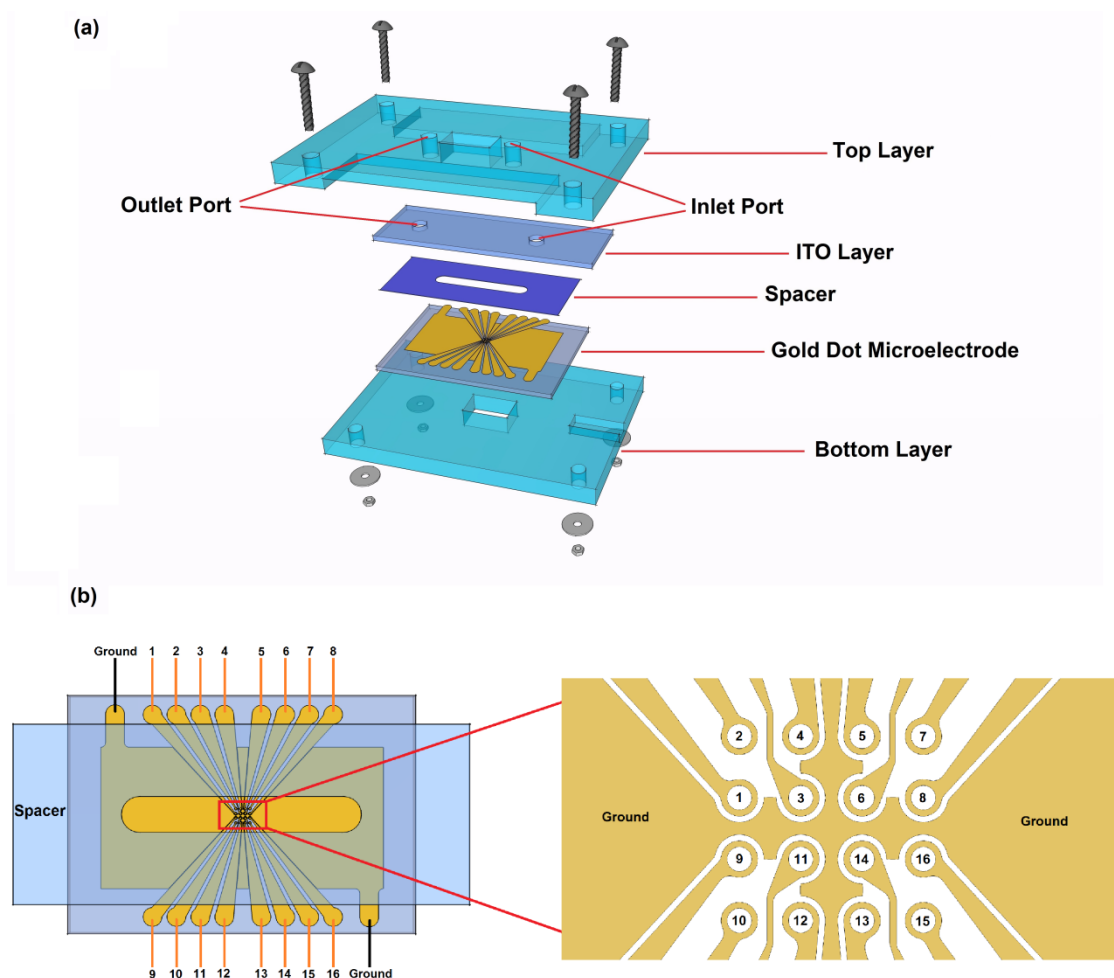 (a)
Top Layer
Outlet Port
Inlet Port
ITO Layer
Spacer
Gold Dot Microelectrode
Bottom Layer
(b)
Ground 1 2 3 4 5 6 7 8
Spacer
9 10 11 12 13 14 15 16 Ground
2 4 5 7
1 3 6 8
Ground Ground
9 11 14 16
10 12 13 15